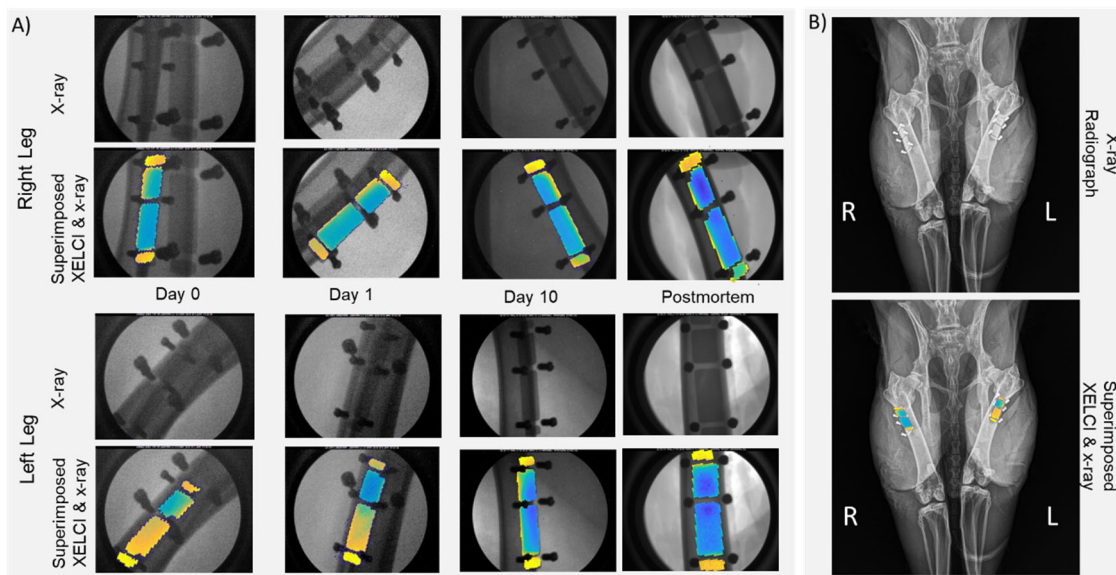 A)
B)
Right Leg
X-ray
Superimposed
XELCI & x-ray
Day 0
Day 1
Day 10
Postmortem
Left Leg
X-ray
Superimposed
XELCI & x-ray
R
L
X-ray
Radiograph
R
L
Superimposed
XELCI & x-ray